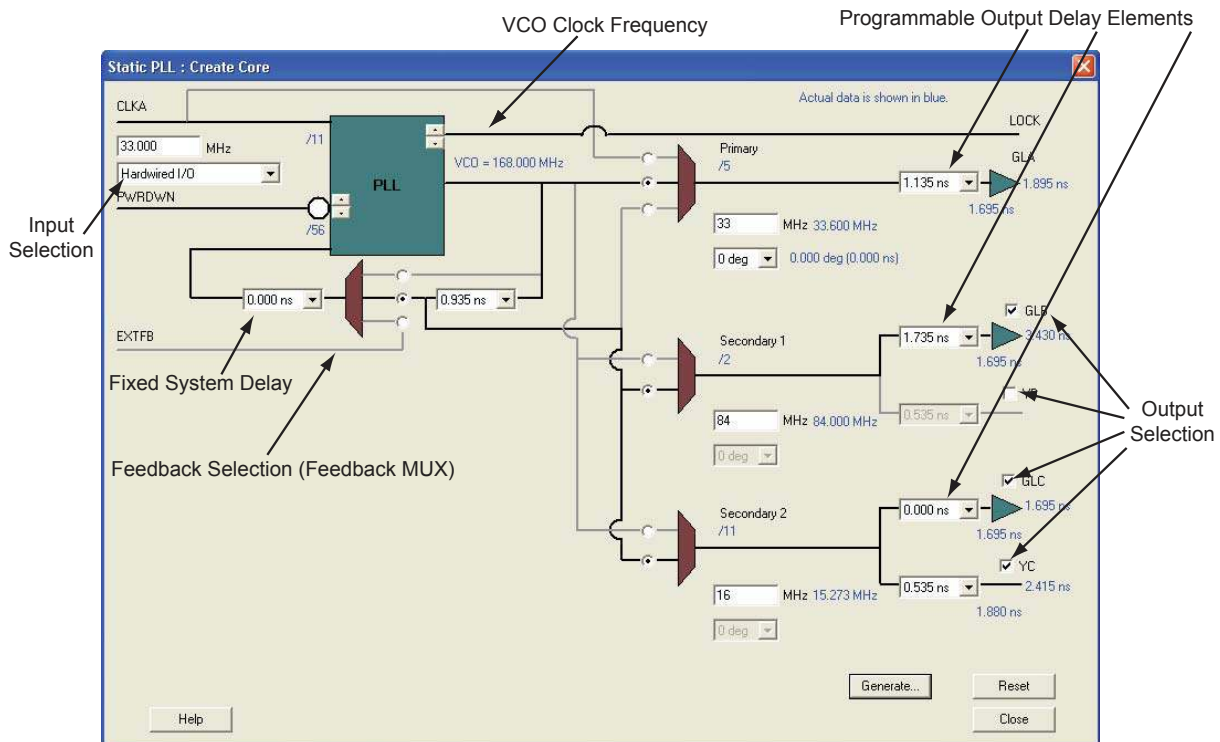 VCO Clock Frequency
Programmable Output Delay Elements
Static PLL : Create Core
CLKA
Actual data is shown in blue.
LOCK
/11
33.000 MHz
Hardwired I/O
PWRDWN
/56
PLL
VCO = 168.000 MHz
Primary
/5
GLA
1.135 ns
1.895 ns
1.695 ns
33 MHz 33.600 MHz
0 deg 0.000 deg (0.000 ns)
Input
Selection
0.000 ns
0.935 ns
EXTFB
Fixed System Delay
Feedback Selection (Feedback MUX)
Secondary 1
/2
GLB
1.735 ns
3.430 ns
1.695 ns
YB
0.535 ns
84 MHz 84.000 MHz
0 deg
Output
Selection
Secondary 2
/11
GLC
0.000 ns
1.695 ns
1.695 ns
YC
0.535 ns
2.415 ns
1.880 ns
16 MHz 15.273 MHz
0 deg
Generate...
Reset
Help
Close